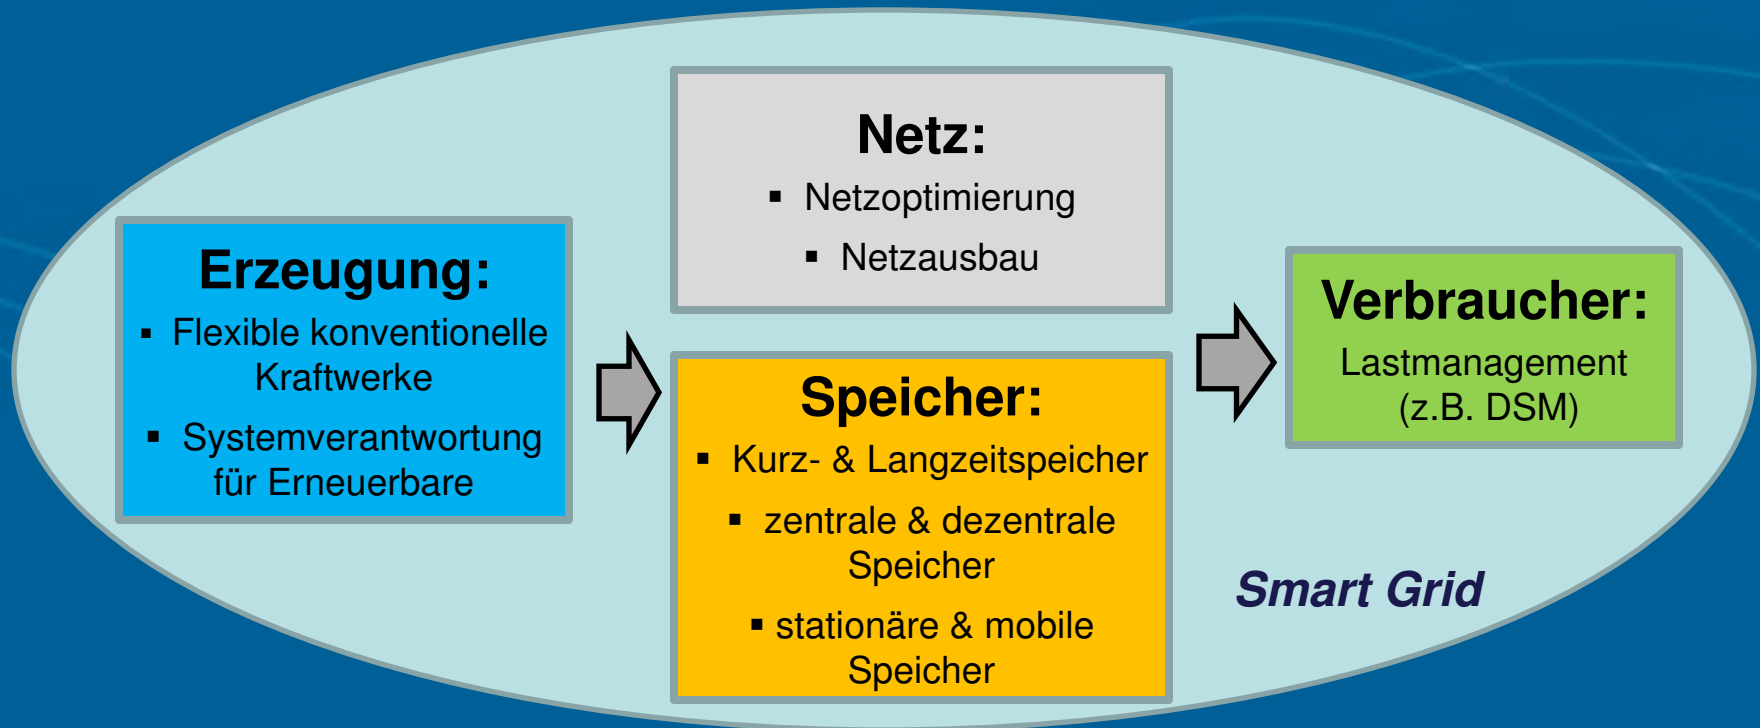 Erzeugung:
▪ Flexible konventionelle
Kraftwerke
▪ Systemverantwortung
für Erneuerbare
Netz:
▪ Netzoptimierung
▪ Netzausbau
Speicher:
▪ Kurz- & Langzeitspeicher
▪ zentrale & dezentrale
Speicher
▪ stationäre & mobile
Speicher
Verbraucher:
Lastmanagement
(z.B. DSM)
Smart Grid